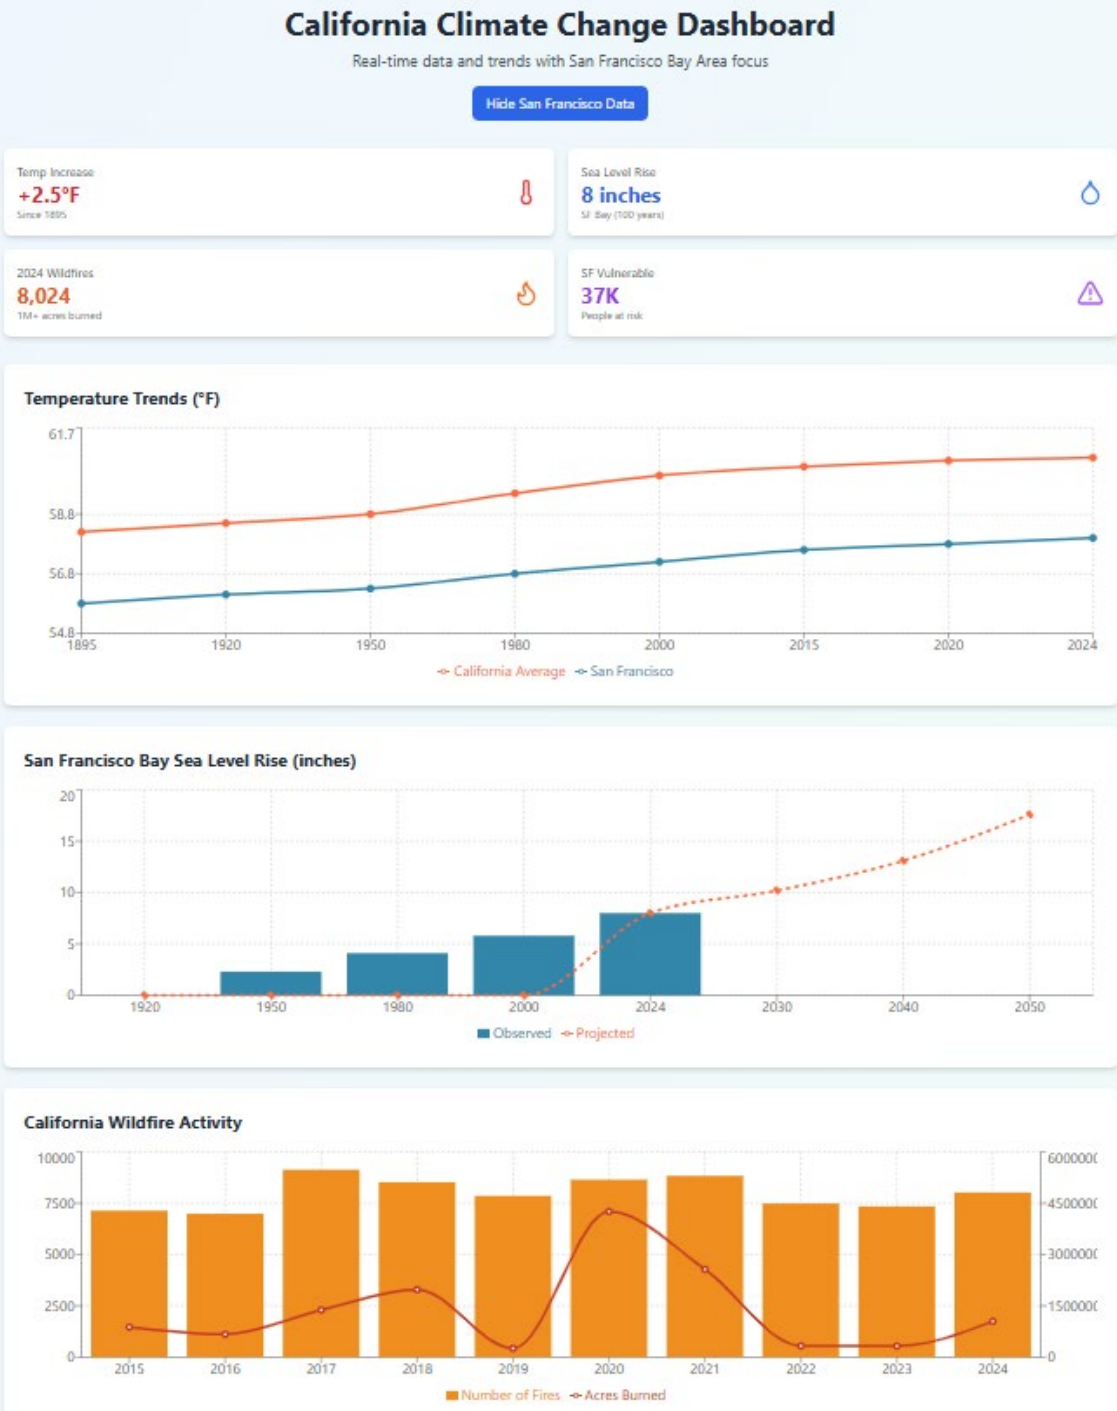 California Climate Change Dashboard
Real-time data and trends with San Francisco Bay Area focus
Hide San Francisco Data
Temp Increase
+2.5°F
Since 1895
Sea Level Rise
8 inches
SF Bay (100 years)
2024 Wildfires
8,024
1M+ acres burned
SF Vulnerable
37K
People at risk
Temperature Trends (°F)
61.7
58.8
56.8
54.8
1895 1920 1950 1980 2000 2015 2020 2024
California Average San Francisco
San Francisco Bay Sea Level Rise (inches)
20
15
10
5
0
1920 1950 1980 2000 2024 2030 2040 2050
Observed Projected
California Wildfire Activity
10000 600000
7500 450000
5000 300000
2500 150000
0 0
2015 2016 2017 2018 2019 2020 2021 2022 2023 2024
Number of Fires Acres Burned